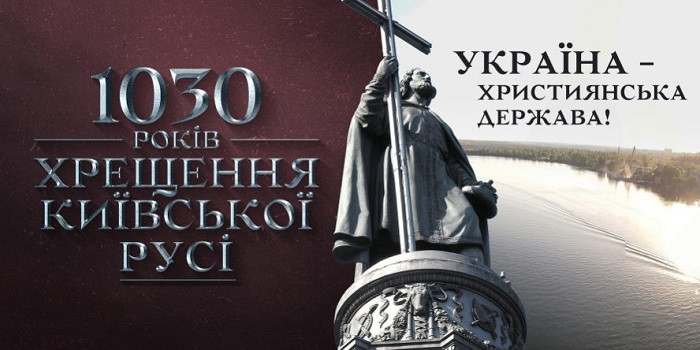 1030
РОКІВ
ХРЕЩЕННЯ
КИЇВСЬКОЇ
РУСІ
УКРАЇНА –
ХРИСТИЯНСЬКА
ДЕРЖАВА!